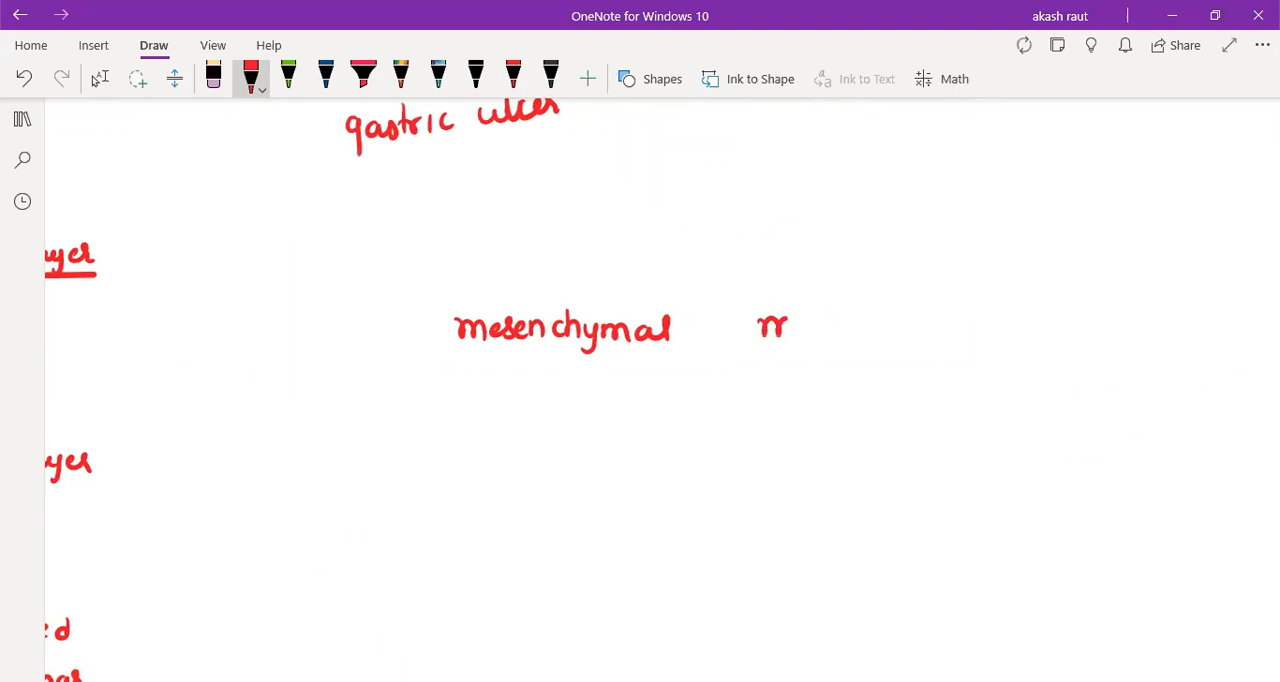 OneNote for Windows 10
akash raut
Home Insert Draw View Help
Share
Shapes Ink to Shape Ink to Text Math
gastric ulcer
yer
mesenchymal
yer